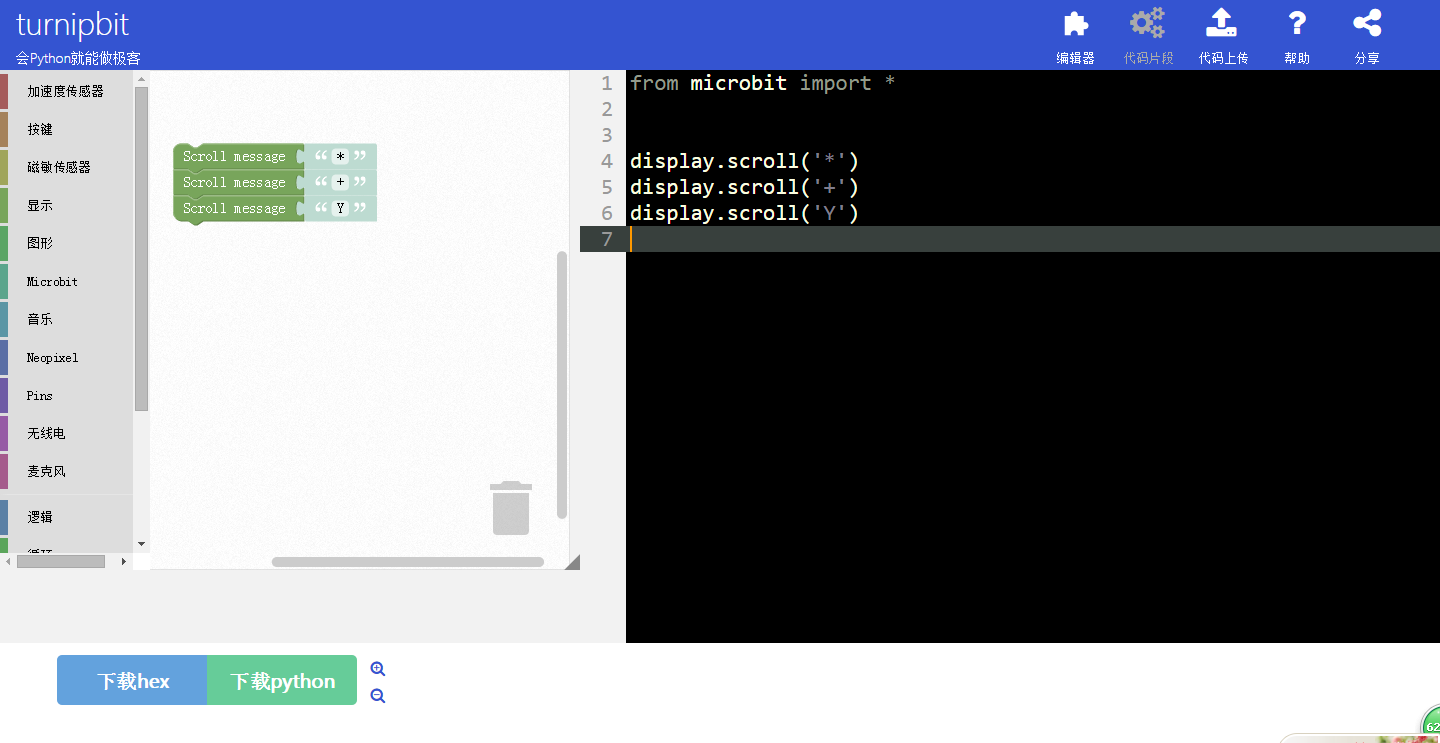 turnipbit
会Python就能做极客
编辑器
代码片段
代码上传
帮助
分享
加速度传感器
按键
磁敏传感器
显示
图形
Microbit
音乐
Neopixel
Pins
无线电
麦克风
逻辑
Scroll message “ * ”
Scroll message “ + ”
Scroll message “ Y ”
1 from microbit import *
2
3
4 display.scroll('*')
5 display.scroll('+')
6 display.scroll('Y')
7
下载hex
下载python
62